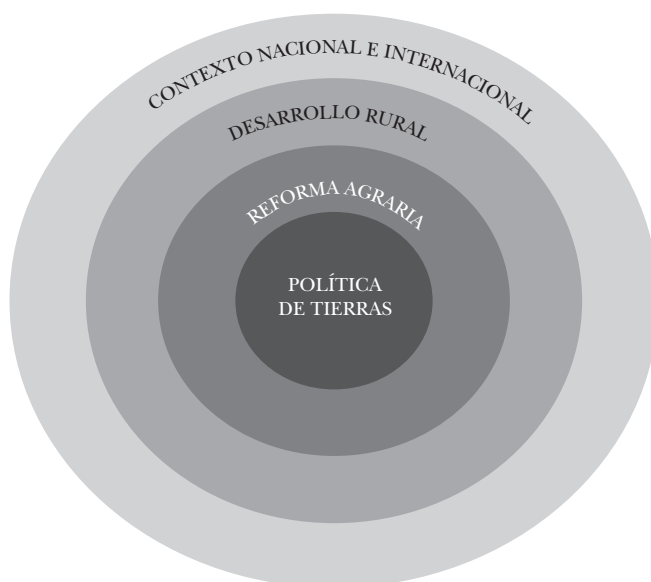 CONTEXTO NACIONAL E INTERNACIONAL
DESARROLLO RURAL
REFORMA AGRARIA
POLÍTICA
DE TIERRAS